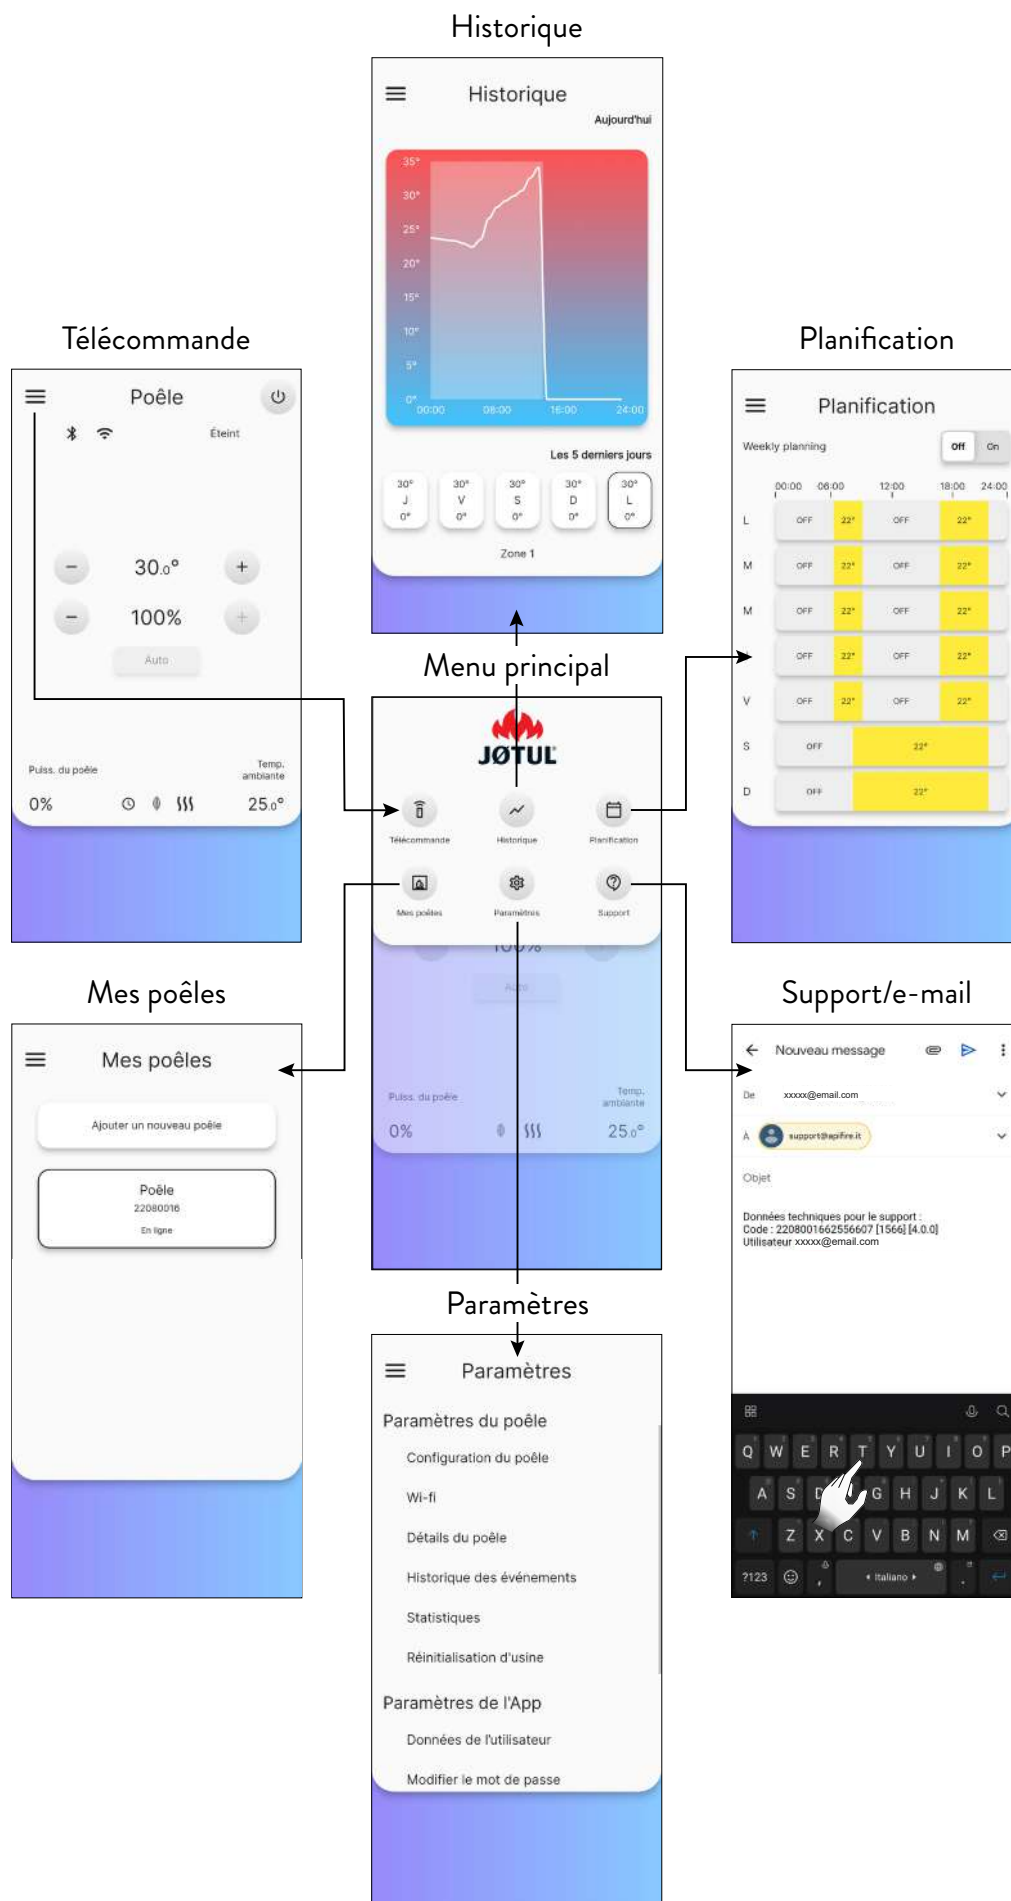 Historique
Historique
Aujourd'hui
35°
30°
25°
20°
15°
10°
5°
0°
00:00 08:00 16:00 24:00
Les 5 derniers jours
30° 30° 30° 30° 30°
J V S D L
0° 0° 0° 0° 0°
Zone 1
Télécommande
Poêle
Éteint
30.0°
100%
Auto
Puiss. du poêle
Temp.
ambiante
0% 25.0°
Planification
Planification
Weekly planning Off On
00:00 06:00 12:00 18:00 24:00
L OFF 22° OFF 22°
M OFF 22° OFF 22°
M OFF 22° OFF 22°
OFF 22° OFF 22°
V OFF 22° OFF 22°
S OFF 22°
D OFF 22°
Menu principal
JØTUL
Télécommande Historique Planification
Mes poêles Paramètres Support
100%
Auto
Puiss. du poêle
Temp.
ambiante
0% 25.0°
Mes poêles
Mes poêles
Ajouter un nouveau poêle
Poêle
22080016
En ligne
Support/e-mail
Nouveau message
De xxxxx@email.com
À support@apifire.it
Objet
Données techniques pour le support :
Code : 2208001662556607 [1566] [4.0.0]
Utilisateur xxxxx@email.com
Q W E R T Y U I O P
A S D G H J K L
Z X C V B N M
?123 , Italiano .
Paramètres
Paramètres
Paramètres du poêle
Configuration du poêle
Wi-fi
Détails du poêle
Historique des événements
Statistiques
Réinitialisation d'usine
Paramètres de l'App
Données de l'utilisateur
Modifier le mot de passe